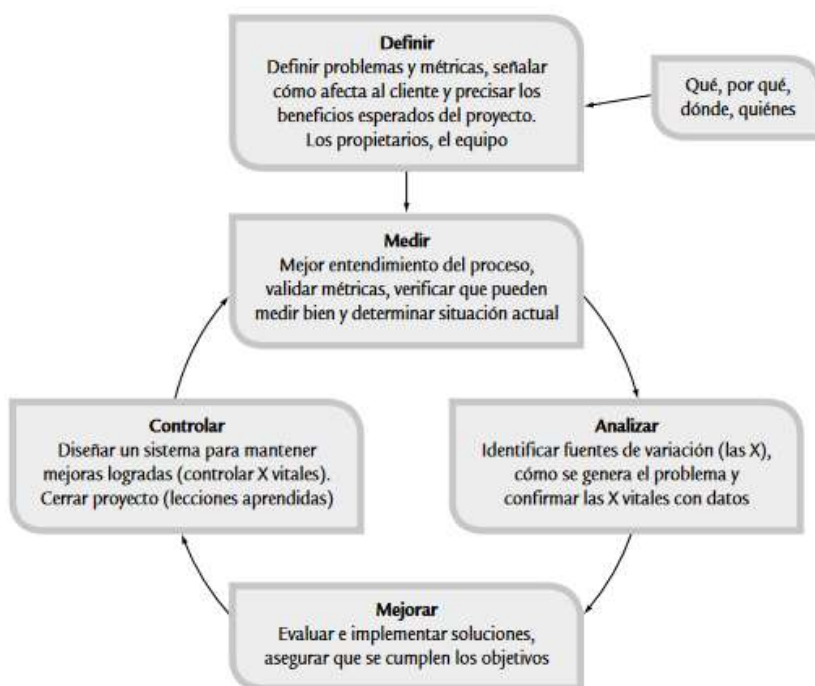 Definir
Definir problemas y métricas, señalar
cómo afecta al cliente y precisar los
beneficios esperados del proyecto.
Los propietarios, el equipo
Qué, por qué,
dónde, quiénes
Medir
Mejor entendimiento del proceso,
validar métricas, verificar que pueden
medir bien y determinar situación actual
Controlar
Diseñar un sistema para mantener
mejoras logradas (controlar X vitales).
Cerrar proyecto (lecciones aprendidas)
Analizar
Identificar fuentes de variación (las X),
cómo se genera el problema y
confirmar las X vitales con datos
Mejorar
Evaluar e implementar soluciones,
asegurar que se cumplen los objetivos